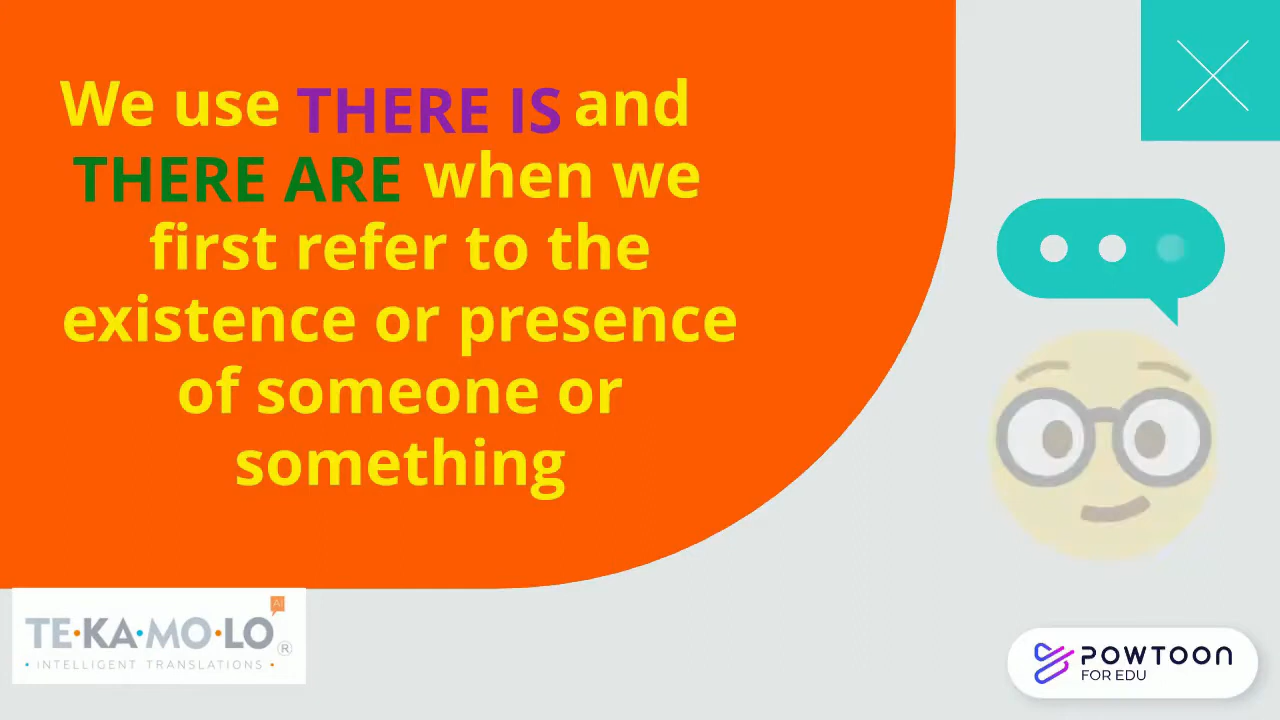 We use THERE IS and
THERE ARE when we
first refer to the
existence or presence
of someone or
something
AI
TE·KA·MO·LO®
· INTELLIGENT TRANSLATIONS ·
POWTOON
FOR EDU